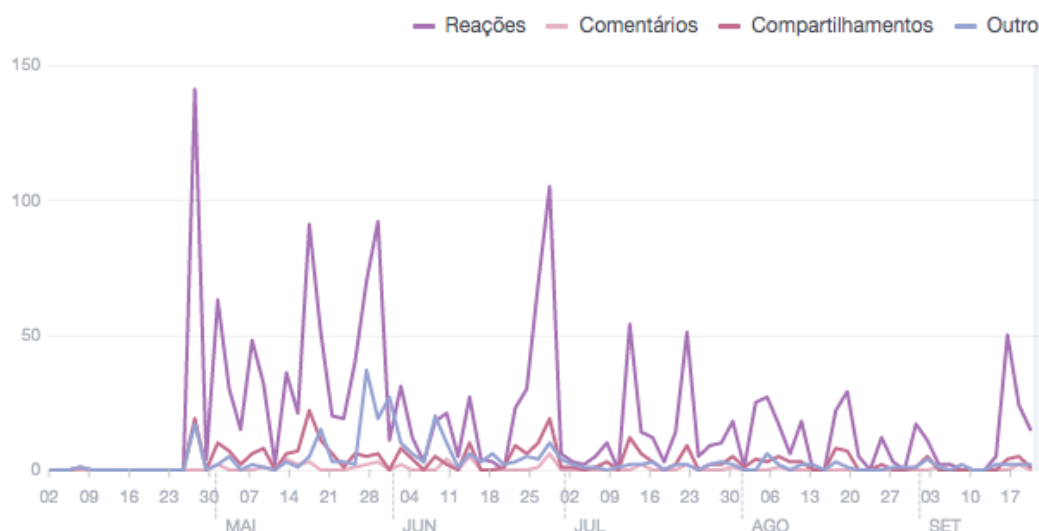 Reações Comentários Compartilhamentos Outro
150
100
50
0
02 09 16 23 30 07 14 21 28 04 11 18 25 02 09 16 23 30 06 13 20 27 03 10 17
MAI JUN JUL AGO SET